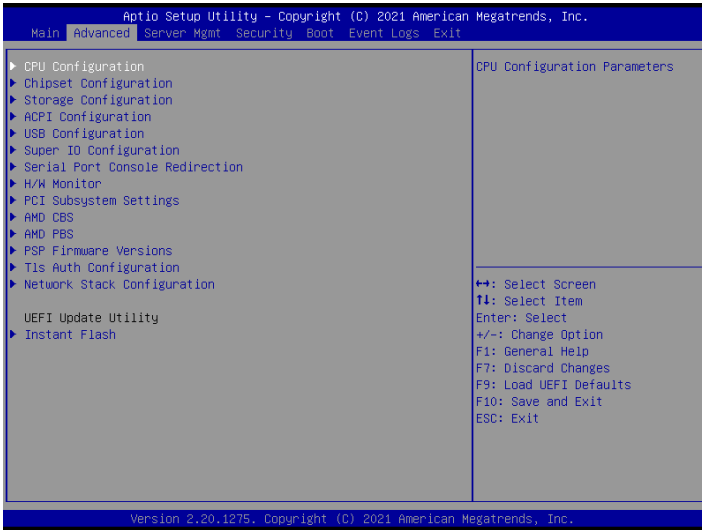 Aptio Setup Utility – Copyright (C) 2021 American Megatrends, Inc.
Main Advanced Server Mgmt Security Boot Event Logs Exit
▶ CPU Configuration
▶ Chipset Configuration
▶ Storage Configuration
▶ ACPI Configuration
▶ USB Configuration
▶ Super IO Configuration
▶ Serial Port Console Redirection
▶ H/W Monitor
▶ PCI Subsystem Settings
▶ AMD CBS
▶ AMD PBS
▶ PSP Firmware Versions
▶ Tls Auth Configuration
▶ Network Stack Configuration
UEFI Update Utility
▶ Instant Flash
CPU Configuration Parameters
↔: Select Screen
↑↓: Select Item
Enter: Select
+/-: Change Option
F1: General Help
F7: Discard Changes
F9: Load UEFI Defaults
F10: Save and Exit
ESC: Exit
Version 2.20.1275. Copyright (C) 2021 American Megatrends, Inc.